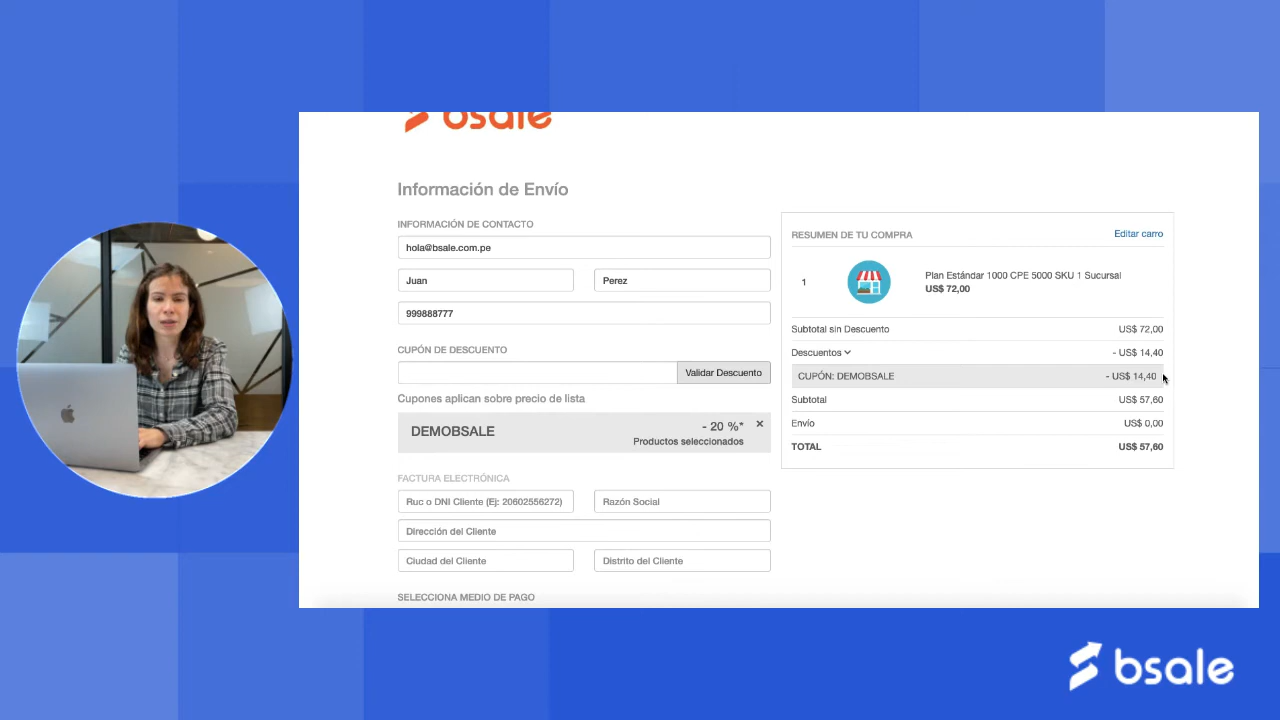 bsale
Información de Envío
INFORMACIÓN DE CONTACTO
hola@bsale.com.pe
Juan
Perez
999888777
CUPÓN DE DESCUENTO
Validar Descuento
Cupones aplican sobre precio de lista
DEMOBSALE
- 20 %*
Productos seleccionados
×
FACTURA ELECTRÓNICA
Ruc o DNI Cliente (Ej: 20602556272)
Razón Social
Dirección del Cliente
Ciudad del Cliente
Distrito del Cliente
SELECCIONA MEDIO DE PAGO
RESUMEN DE TU COMPRA
Editar carro
1
Plan Estándar 1000 CPE 5000 SKU 1 Sucursal
US$ 72,00
Subtotal sin Descuento US$ 72,00
Descuentos - US$ 14,40
CUPÓN: DEMOBSALE - US$ 14,40
Subtotal US$ 57,60
Envío US$ 0,00
TOTAL US$ 57,60
bsale